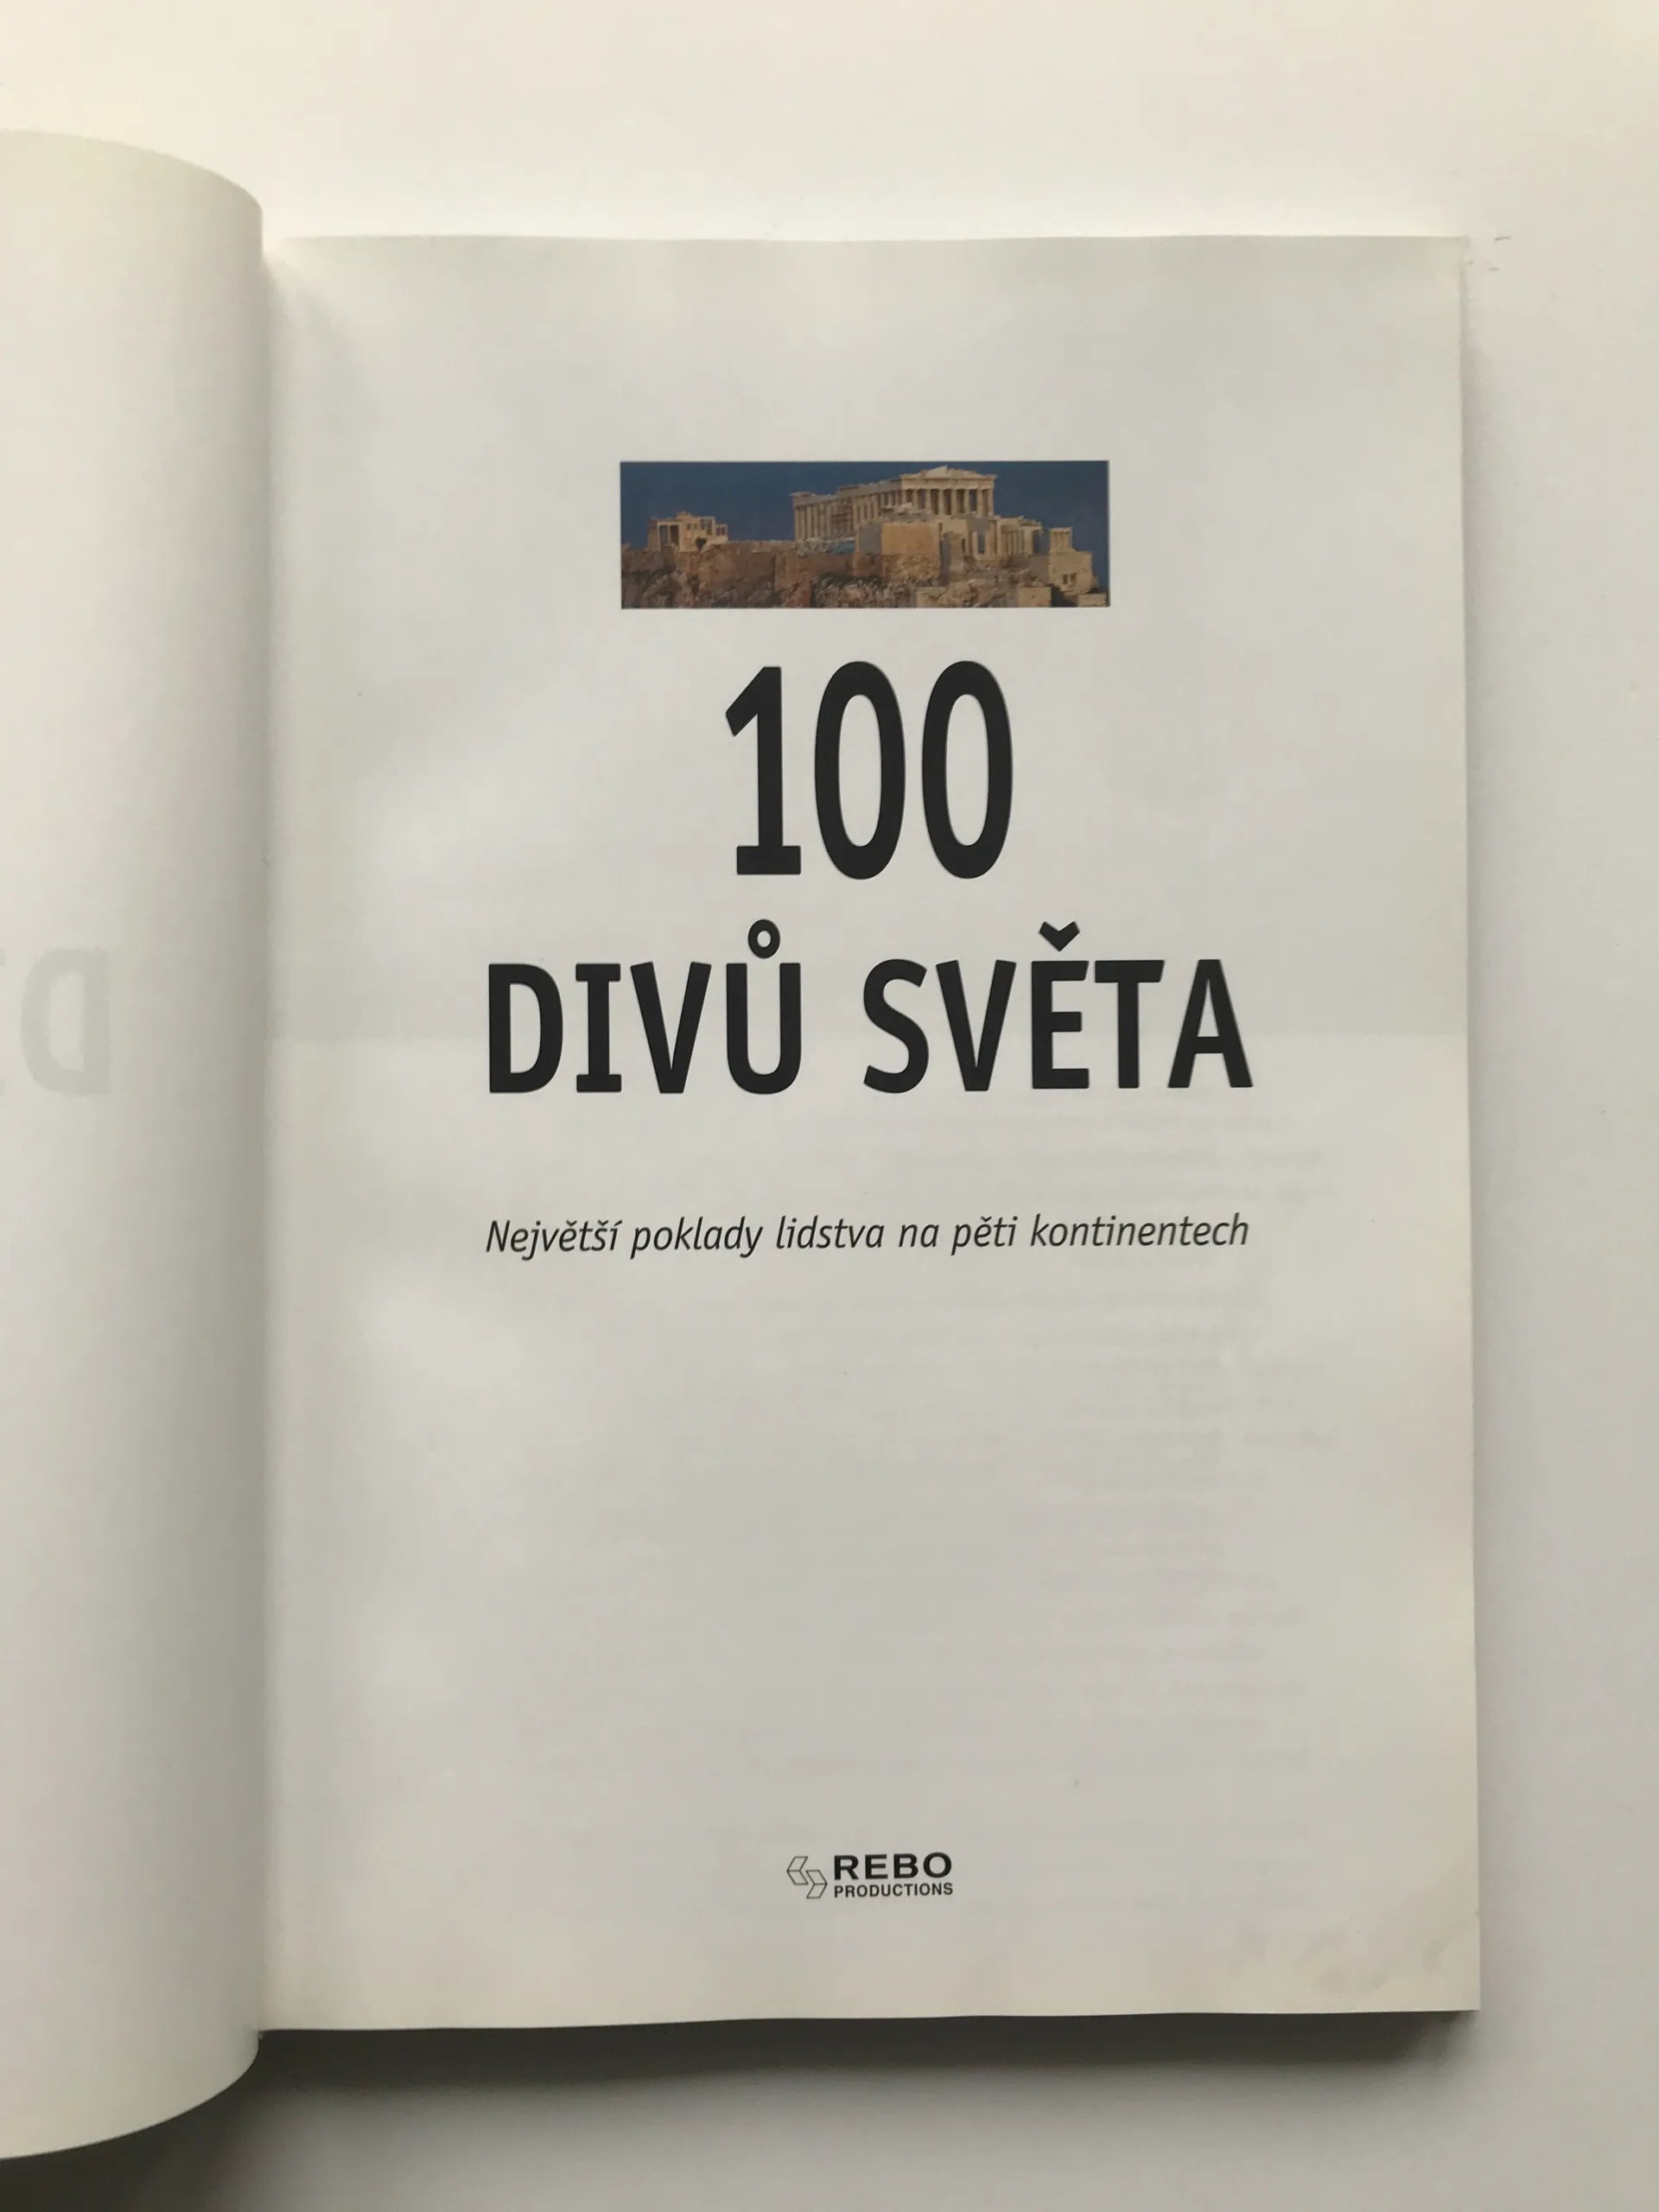 100
DIVŮ SVĚTA
Největší poklady lidstva na pěti kontinentech
REBO
PRODUCTIONS